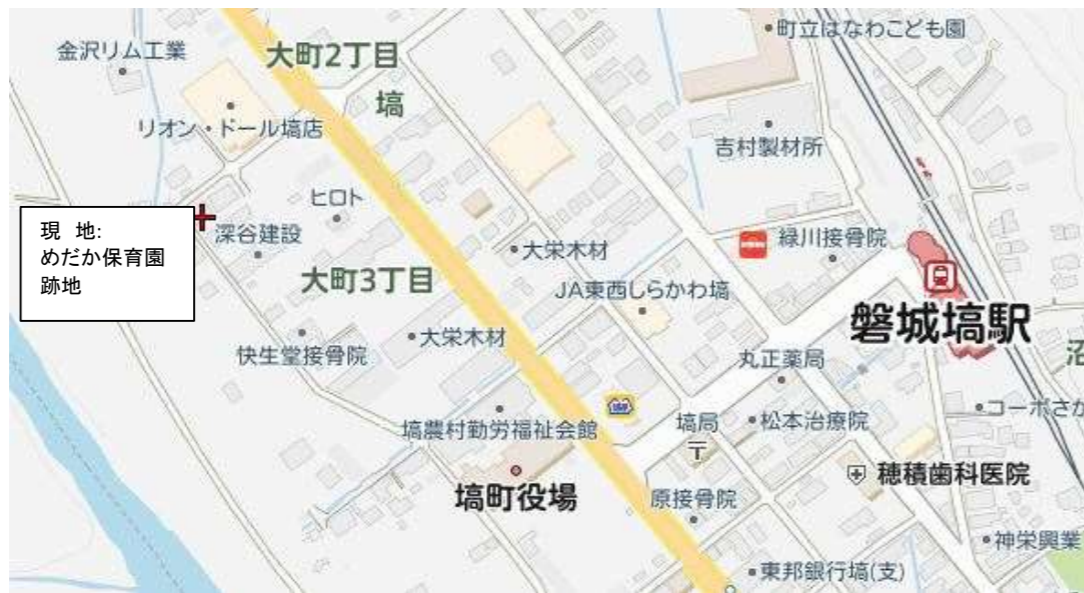 町立はなわこども園
金沢リム工業
大町2丁目
塙
リオン・ドール塙店
吉村製材所
ヒロト
現 地:
めだか保育園
跡地
深谷建設
緑川接骨院
大栄木材
大町3丁目
JA東西しらかわ塙
磐城塙駅
大栄木材
快生堂接骨院
丸正薬局
沼
コーポさか
塙農村勤労福祉会館
塙局
松本治療院
穂積歯科医院
塙町役場
原接骨院
神栄興業
東邦銀行塙(支)